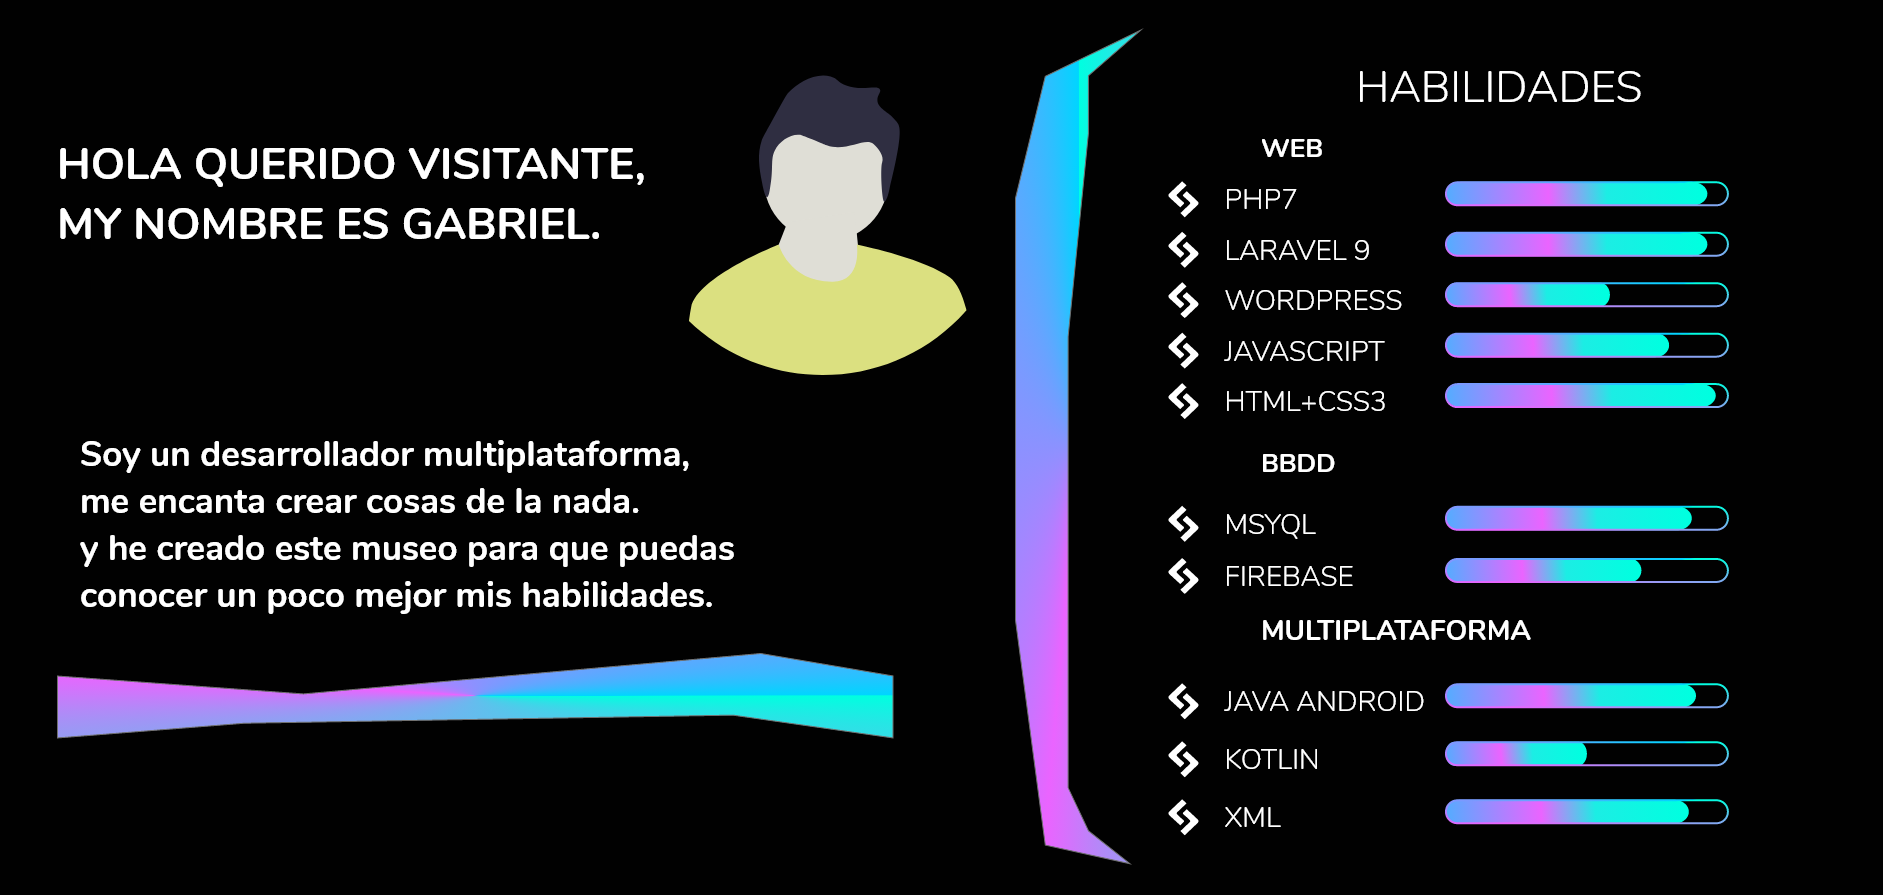 HOLA QUERIDO VISITANTE,
MY NOMBRE ES GABRIEL.
Soy un desarrollador multiplataforma,
me encanta crear cosas de la nada.
y he creado este museo para que puedas
conocer un poco mejor mis habilidades.
HABILIDADES
WEB
PHP7
LARAVEL 9
WORDPRESS
JAVASCRIPT
HTML+CSS3
BBDD
MSYQL
FIREBASE
MULTIPLATAFORMA
JAVA ANDROID
KOTLIN
XML